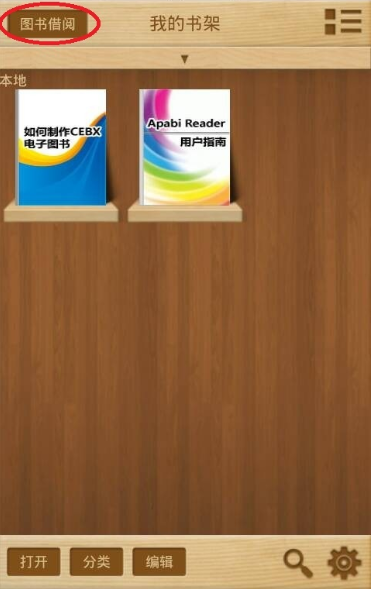 图书借阅
我的书架
本地
如何制作CEBX
电子图书
Apabi Reader
用户指南
打开
分类
编辑